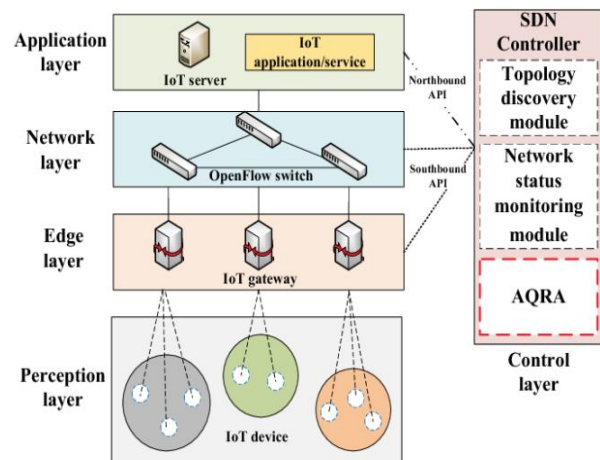 Application
layer
IoT server
IoT
application/service
Northbound
API
SDN
Controller
Topology
discovery
module
Network
status
monitoring
module
AQRA
Control
layer
Network
layer
OpenFlow switch
Southbound
API
Edge
layer
IoT gateway
Perception
layer
IoT device